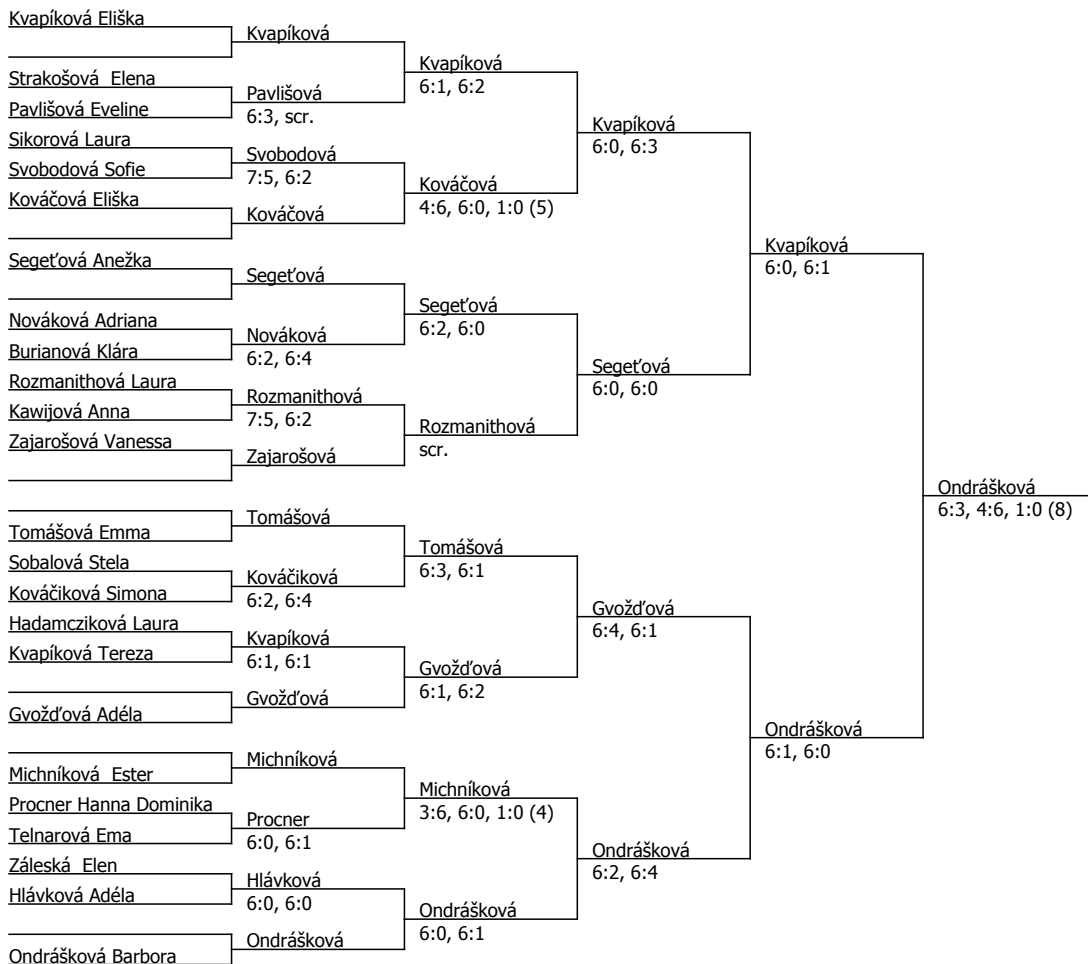 Kvapíková Eliška
Kvapíková
Kvapíková
6:1, 6:2
Strakošová  Elena
Pavlišová Eveline
Pavlišová
6:3, scr.
Kvapíková
6:0, 6:3
Sikorová Laura
Svobodová Sofie
Svobodová
7:5, 6:2
Kováčová
4:6, 6:0, 1:0 (5)
Kováčová Eliška
Kováčová
Kvapíková
6:0, 6:1
Segeťová Anežka
Segeťová
Segeťová
6:2, 6:0
Nováková Adriana
Burianová Klára
Nováková
6:2, 6:4
Segeťová
6:0, 6:0
Rozmanithová Laura
Kawijová Anna
Rozmanithová
7:5, 6:2
Rozmanithová
scr.
Zajarošová Vanessa
Zajarošová
Ondrášková
6:3, 4:6, 1:0 (8)
Tomášová Emma
Tomášová
Tomášová
6:3, 6:1
Sobalová Stela
Kováčiková Simona
Kováčiková
6:2, 6:4
Gvožďová
6:4, 6:1
Hadamcziková Laura
Kvapíková Tereza
Kvapíková
6:1, 6:1
Gvožďová
6:1, 6:2
Gvožďová Adéla
Gvožďová
Ondrášková
6:1, 6:0
Michníková  Ester
Michníková
Michníková
3:6, 6:0, 1:0 (4)
Procner Hanna Dominika
Telnarová Ema
Procner
6:0, 6:1
Ondrášková
6:2, 6:4
Záleská  Elen
Hlávková Adéla
Hlávková
6:0, 6:0
Ondrášková
6:0, 6:1
Ondrášková Barbora
Ondrášková